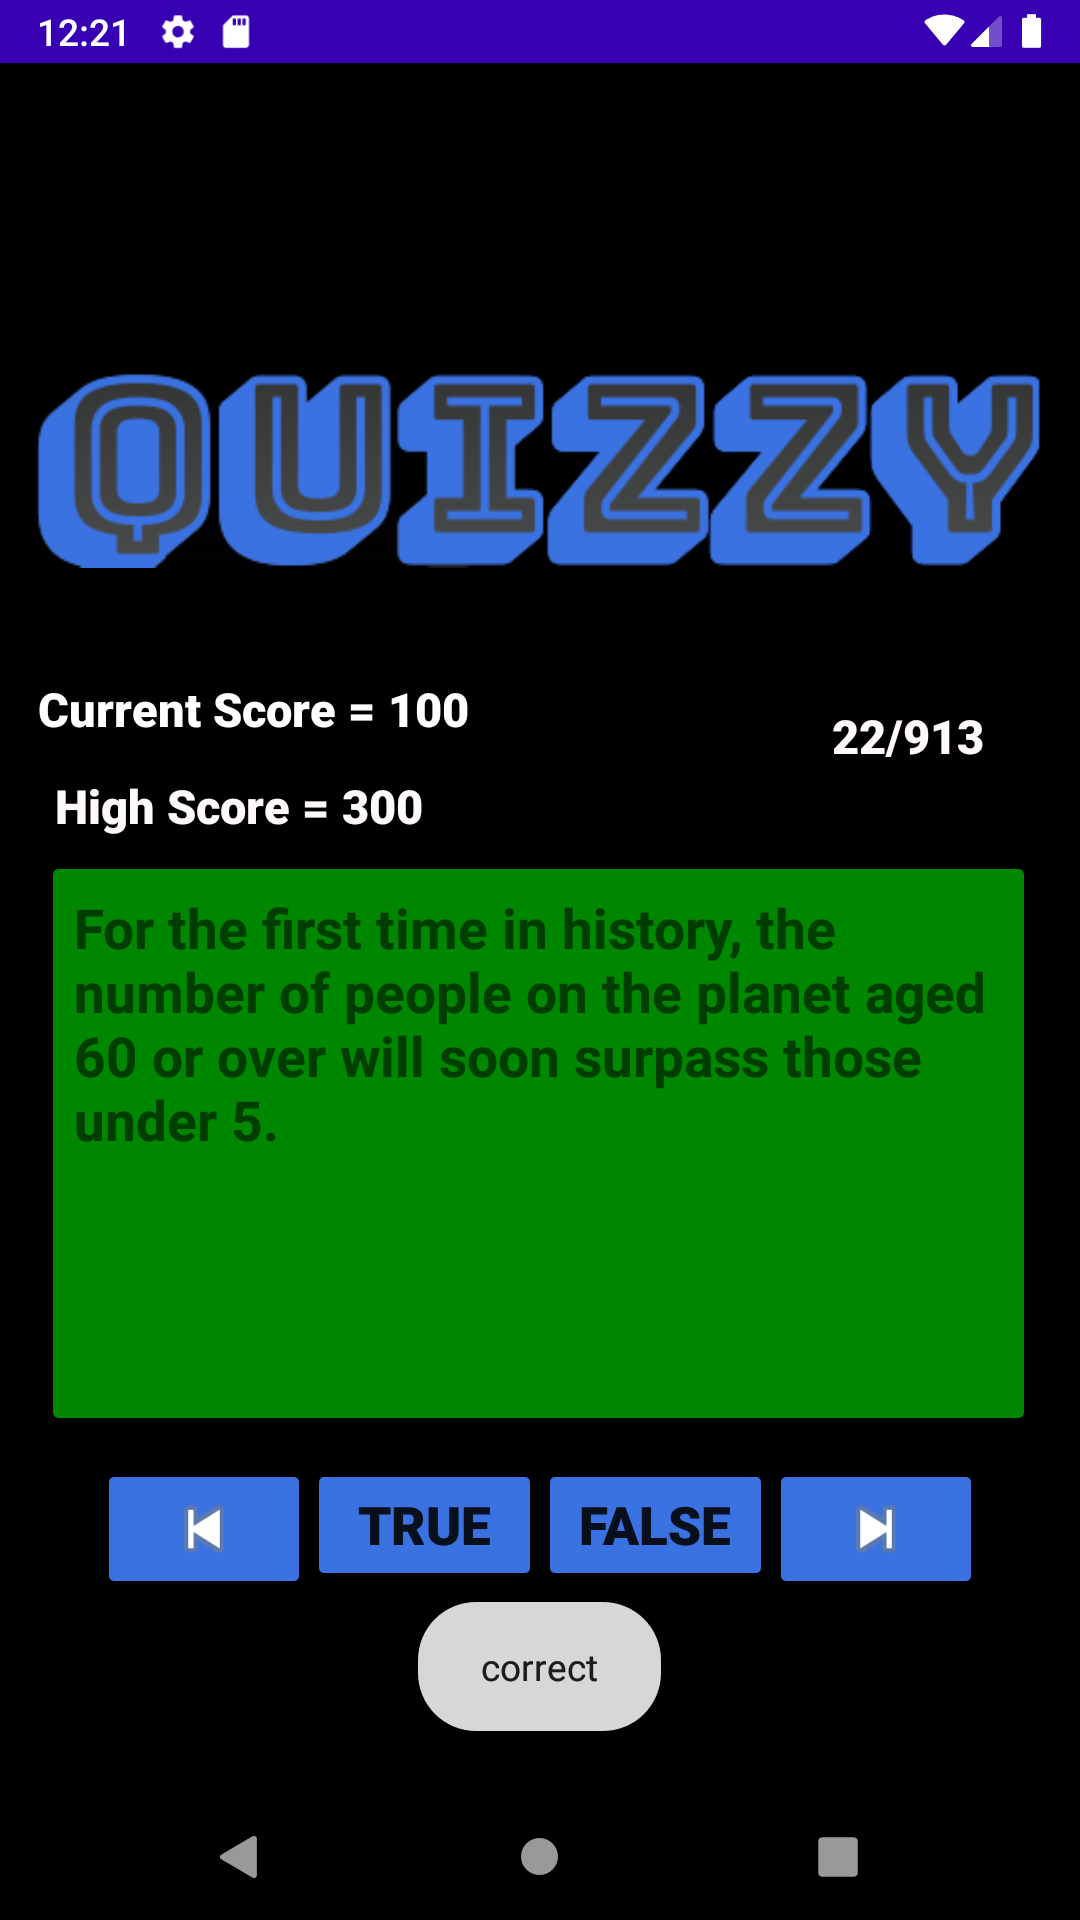 12:21
QUIZZY
Current Score = 100
22/913
High Score = 300
For the first time in history, the
number of people on the planet aged
60 or over will soon surpass those
under 5.
TRUE
FALSE
correct